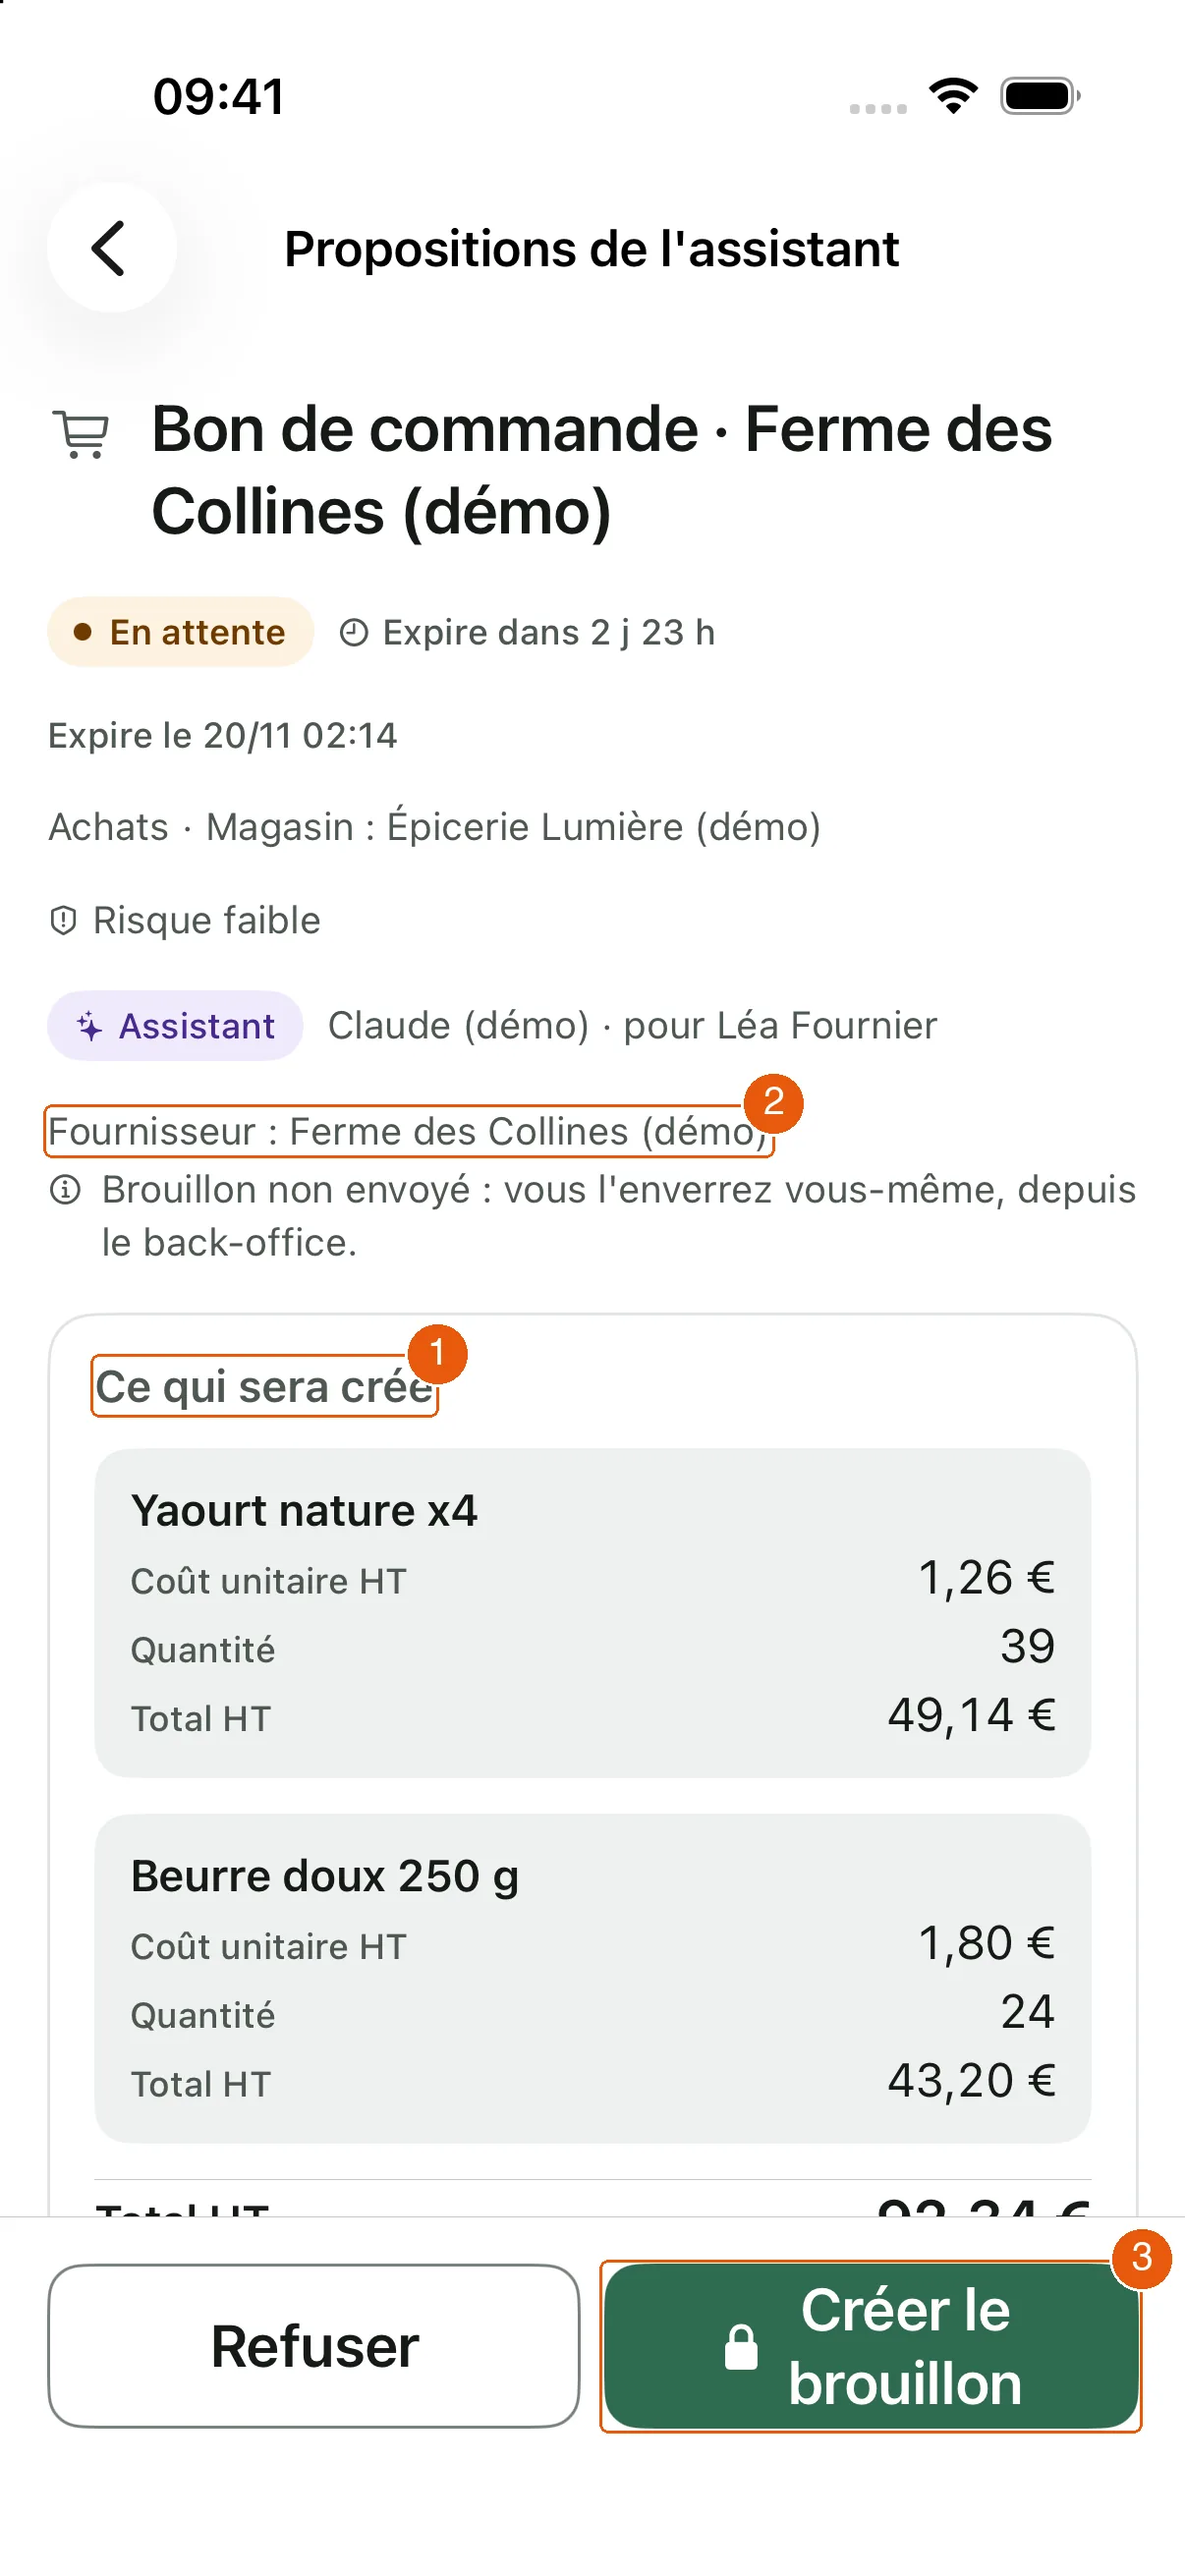 09:41
Propositions de l'assistant
Bon de commande · Ferme des
Collines (démo)
En attente
Expire dans 2 j 23 h
Expire le 20/11 02:14
Achats · Magasin : Épicerie Lumière (démo)
Risque faible
Assistant
Claude (démo) · pour Léa Fournier
2
Fournisseur : Ferme des Collines (démo)
Brouillon non envoyé : vous l'enverrez vous-même, depuis
le back-office.
1
Ce qui sera créé
Yaourt nature x4
Coût unitaire HT 1,26 €
Quantité 39
Total HT 49,14 €
Beurre doux 250 g
Coût unitaire HT 1,80 €
Quantité 24
Total HT 43,20 €
Total HT 92,34 €
3
Refuser
Créer le
brouillon